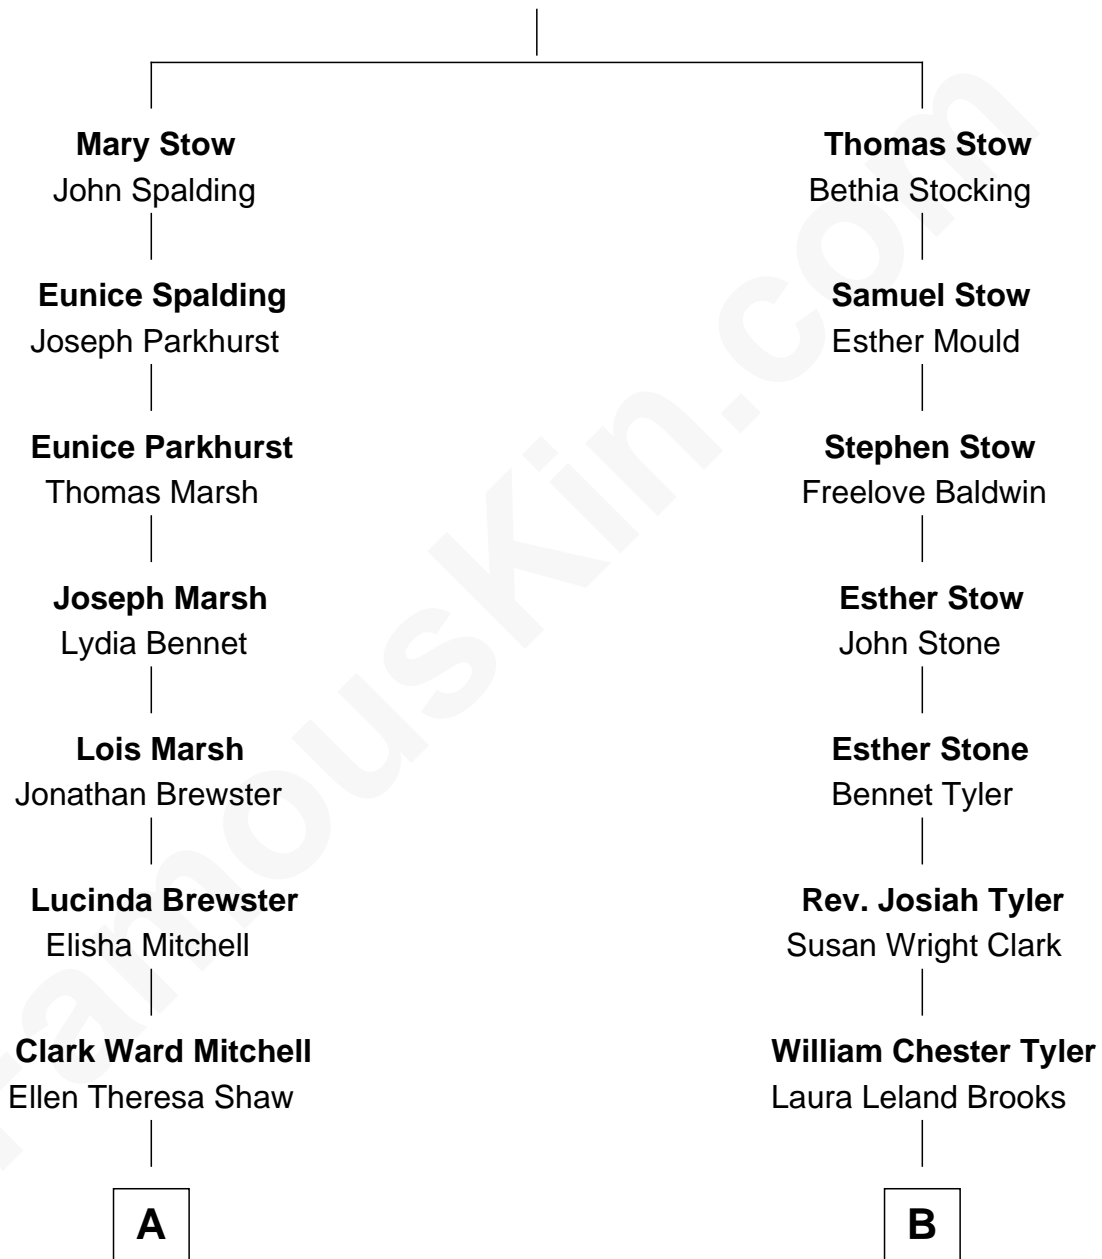 Mary Stow
John Spalding
Eunice Spalding
Joseph Parkhurst
Eunice Parkhurst
Thomas Marsh
Joseph Marsh
Lydia Bennet
Lois Marsh
Jonathan Brewster
Lucinda Brewster
Elisha Mitchell
Clark Ward Mitchell
Ellen Theresa Shaw
A
Thomas Stow
Bethia Stocking
Samuel Stow
Esther Mould
Stephen Stow
Freelove Baldwin
Esther Stow
John Stone
Esther Stone
Bennet Tyler
Rev. Josiah Tyler
Susan Wright Clark
William Chester Tyler
Laura Leland Brooks
B
FamousKin.com